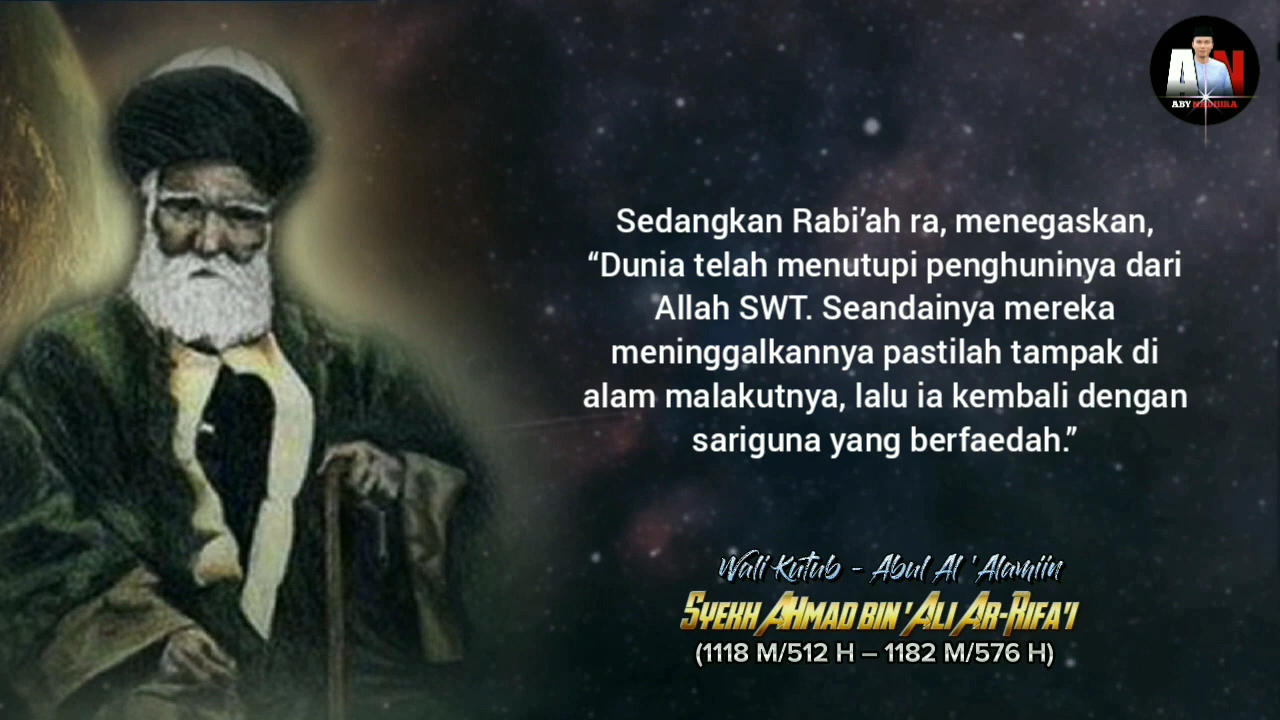 AN
ABY NADHIRA
Sedangkan Rabi’ah ra, menegaskan,
“Dunia telah menutupi penghuninya dari
Allah SWT. Seandainya mereka
meninggalkannya pastilah tampak di
alam malakutnya, lalu ia kembali dengan
sariguna yang berfaedah.”
Wali Kutub - Abul Al 'Alamiin
Syekh Ahmad bin 'Ali Ar-Rifa'i
(1118 M/512 H – 1182 M/576 H)